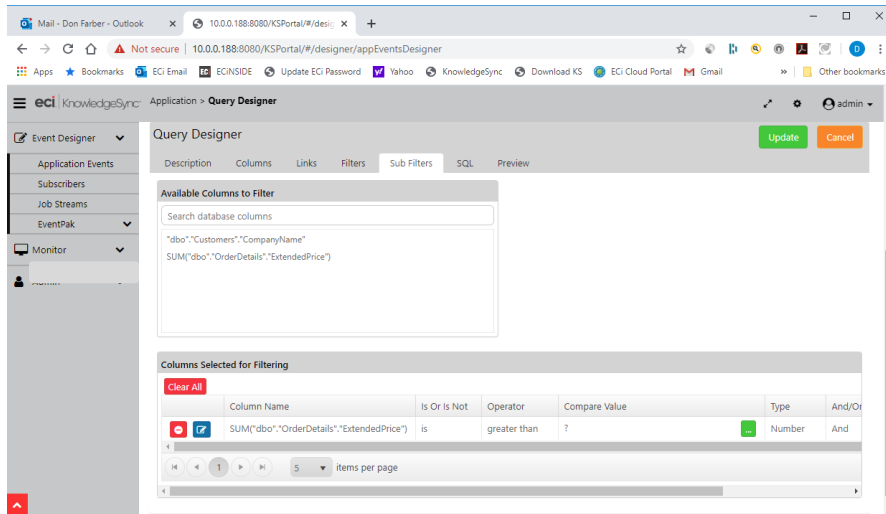 Mail - Don Farber - Outlook
10.0.0.188:8080/KSPortal/#/desig
Not secure | 10.0.0.188:8080/KSPortal/#/designer/appEventsDesigner
Apps Bookmarks ECi Email ECiNSIDE Update ECi Password Yahoo KnowledgeSync Download KS ECi Cloud Portal Gmail » Other bookmarks
eci KnowledgeSync Application > Query Designer admin
Event Designer
Application Events
Subscribers
Job Streams
EventPak
Monitor
Query Designer
Update Cancel
Description Columns Links Filters Sub Filters SQL Preview
Available Columns to Filter
Search database columns
"dbo"."Customers"."CompanyName"
SUM("dbo"."OrderDetails"."ExtendedPrice")
Columns Selected for Filtering
Clear All
Column Name Is Or Is Not Operator Compare Value Type And/Or
SUM("dbo"."OrderDetails"."ExtendedPrice") is greater than ? ... Number And
1 5 items per page